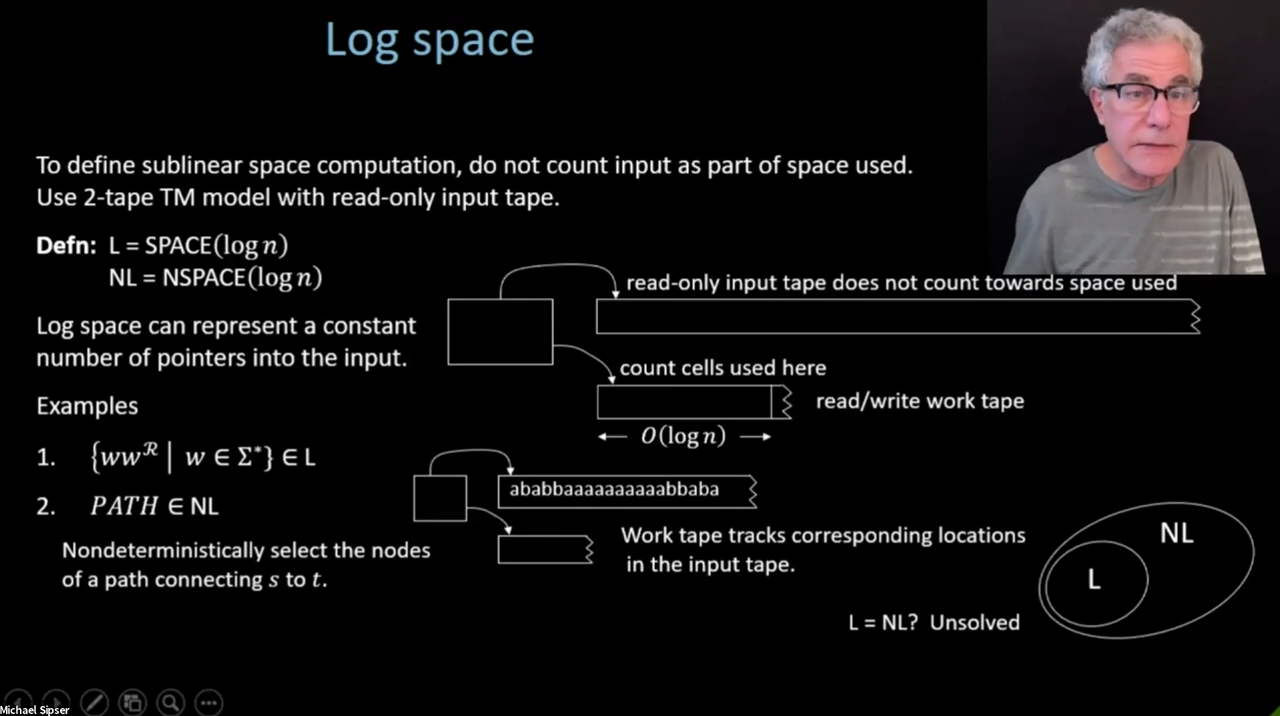 Log space
To define sublinear space computation, do not count input as part of space used.
Use 2-tape TM model with read-only input tape.
Defn: L = SPACE(log n)
NL = NSPACE(log n)
read-only input tape does not count towards space used
Log space can represent a constant
number of pointers into the input.
count cells used here
read/write work tape
← O(log n) →
Examples
1. {wwᴿ | w ∈ Σ*} ∈ L
ababbaaaaaaaaaabbaba
2. PATH ∈ NL
Nondeterministically select the nodes
of a path connecting s to t.
Work tape tracks corresponding locations
in the input tape.
NL
L
L = NL? Unsolved
Michael Sipser